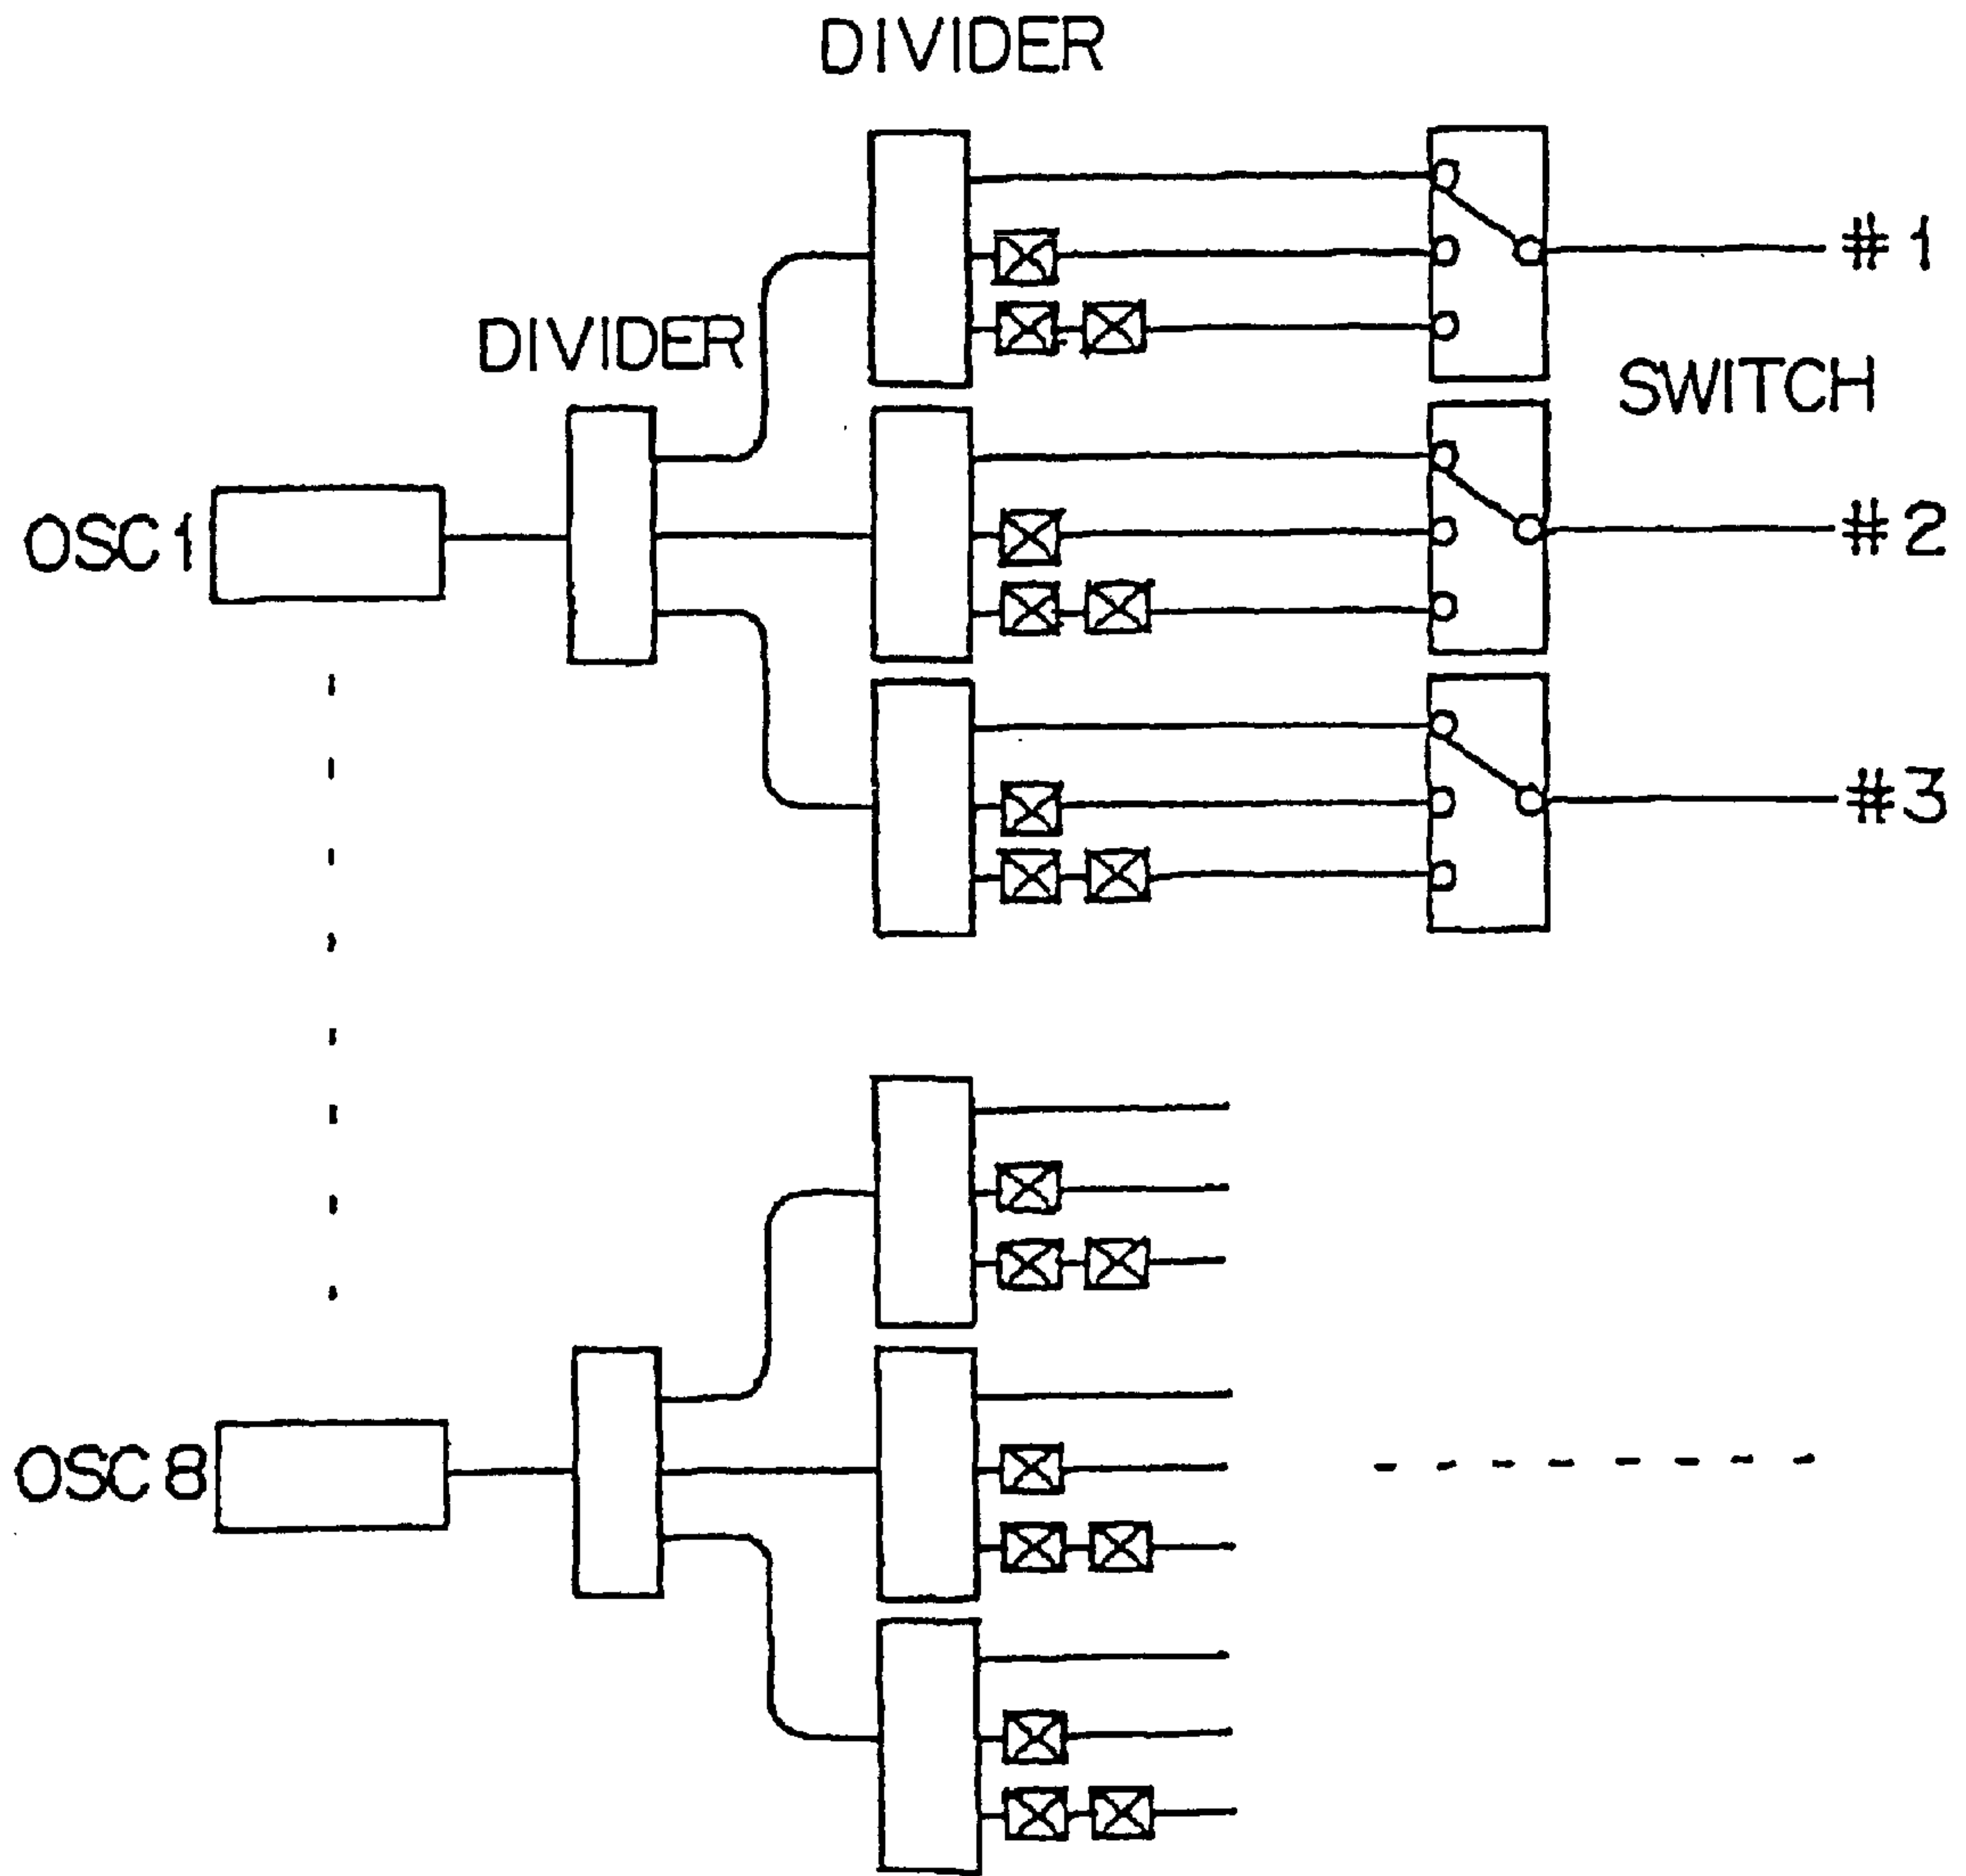 DIVIDER
#1
DIVIDER
SWITCH
OSC1
#2
#3
OSC8